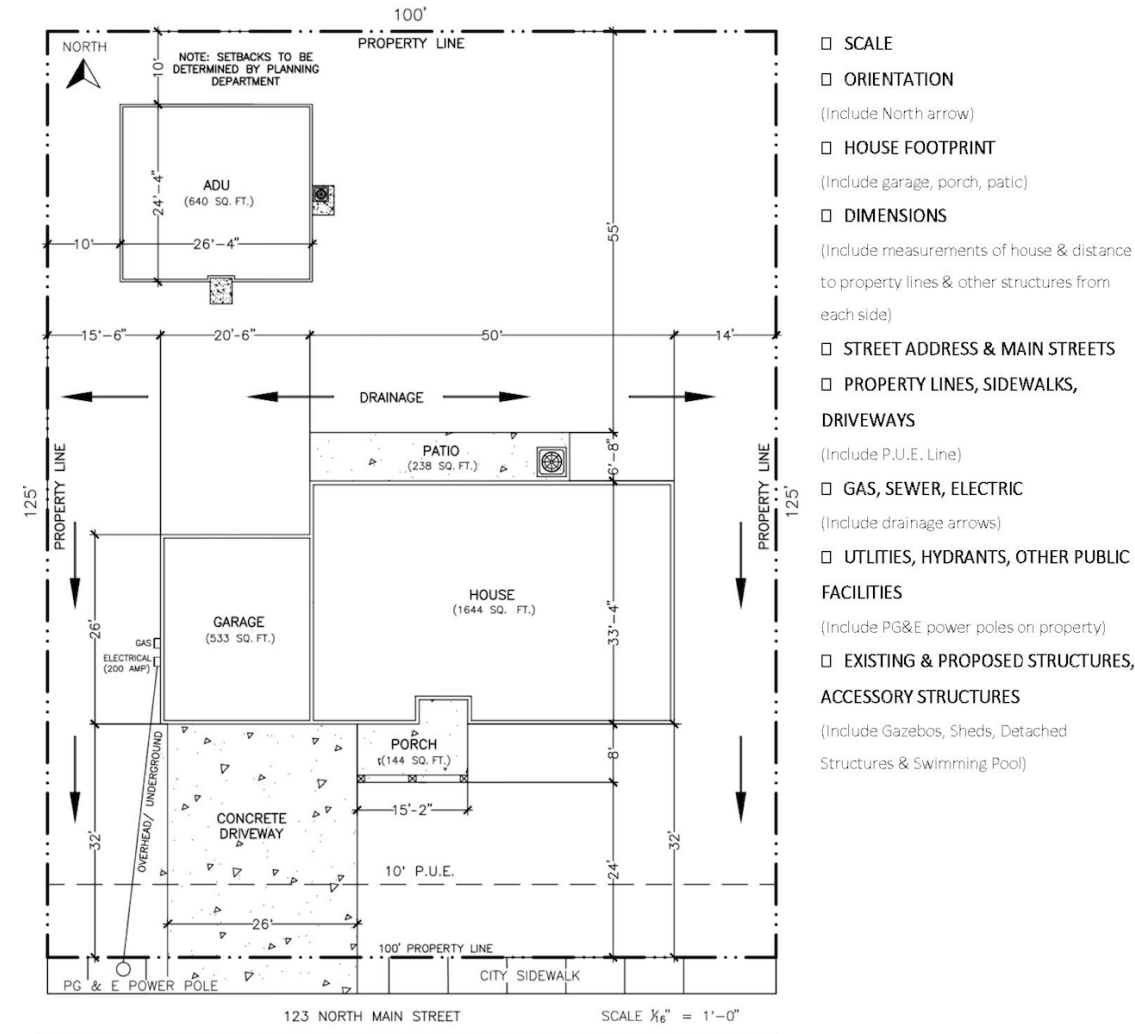 100'
PROPERTY LINE
NORTH
NOTE: SETBACKS TO BE
DETERMINED BY PLANNING
DEPARTMENT
10'
ADU
(640 SQ. FT.)
24'-4"
10'
26'-4"
55'
15'-6"
20'-6"
50'
14'
DRAINAGE
PATIO
(238 SQ. FT.)
6'-8"
PROPERTY LINE
125'
PROPERTY LINE
125'
HOUSE
(1644 SQ. FT.)
33'-4"
GARAGE
(533 SQ. FT.)
26'
GAS
ELECTRICAL
(200 AMP)
PORCH
(144 SQ. FT.)
8'
15'-2"
OVERHEAD/ UNDERGROUND
CONCRETE
DRIVEWAY
32'
32'
24'
10' P.U.E.
26'
100' PROPERTY LINE
PG & E POWER POLE
CITY SIDEWALK
123 NORTH MAIN STREET
SCALE 1/16" = 1'-0"
☐ SCALE
☐ ORIENTATION
(Include North arrow)
☐ HOUSE FOOTPRINT
(Include garage, porch, patic)
☐ DIMENSIONS
(Include measurements of house & distance
to property lines & other structures from
each side)
☐ STREET ADDRESS & MAIN STREETS
☐ PROPERTY LINES, SIDEWALKS,
DRIVEWAYS
(Include P.U.E. Line)
☐ GAS, SEWER, ELECTRIC
(Include drainage arrows)
☐ UTLITIES, HYDRANTS, OTHER PUBLIC
FACILITIES
(Include PG&E power poles on property)
☐ EXISTING & PROPOSED STRUCTURES,
ACCESSORY STRUCTURES
(Include Gazebos, Sheds, Detached
Structures & Swimming Pool)